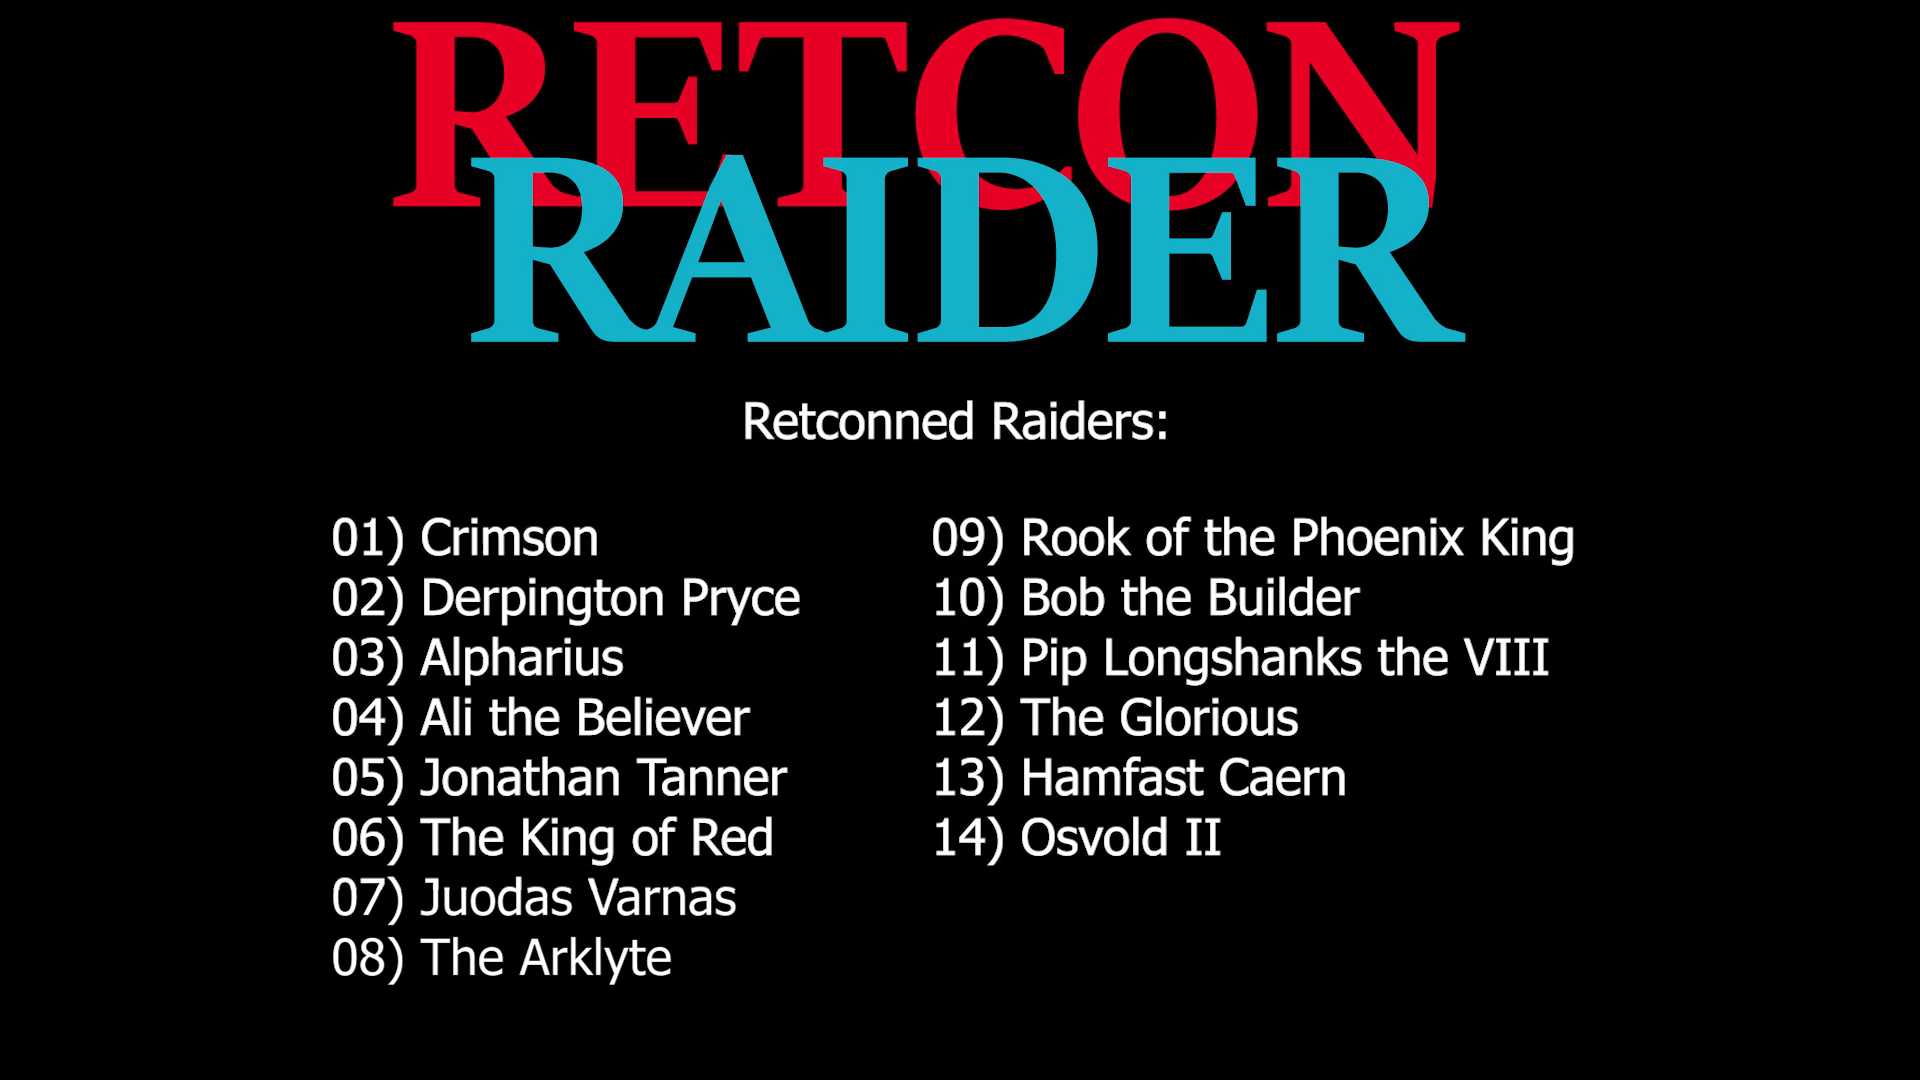 RETCON
RAIDER
Retconned Raiders:
01) Crimson
02) Derpington Pryce
03) Alpharius
04) Ali the Believer
05) Jonathan Tanner
06) The King of Red
07) Juodas Varnas
08) The Arklyte
09) Rook of the Phoenix King
10) Bob the Builder
11) Pip Longshanks the VIII
12) The Glorious
13) Hamfast Caern
14) Osvold II